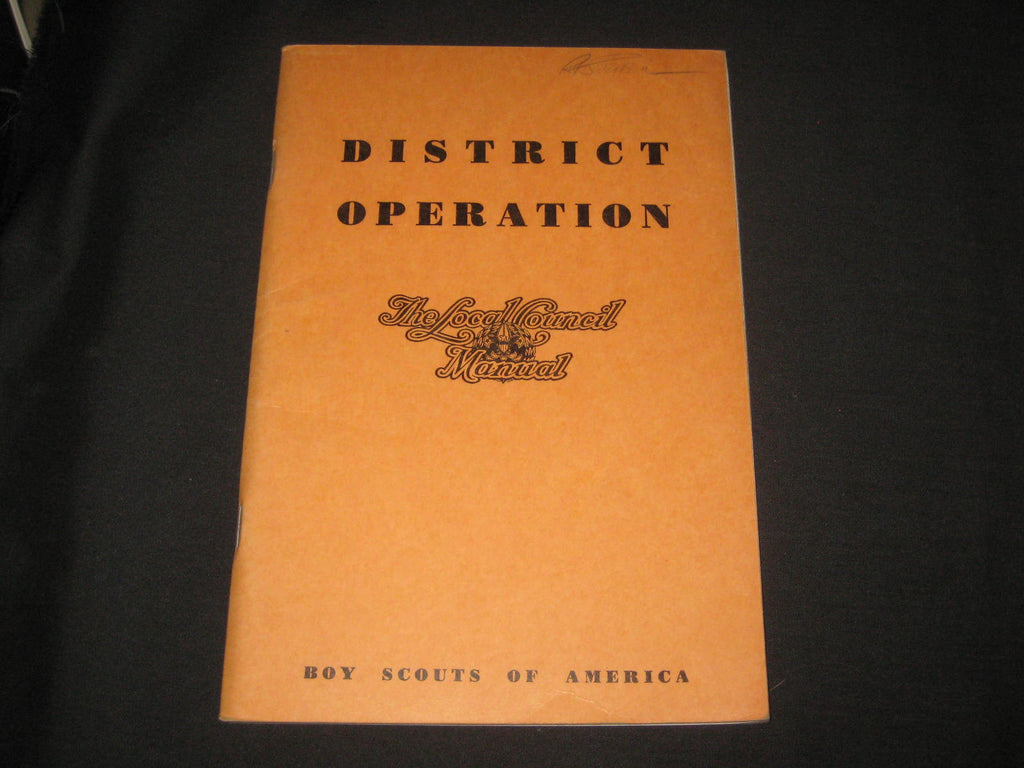 DISTRICT
OPERATION
The Local Council
Manual
BOY SCOUTS OF AMERICA